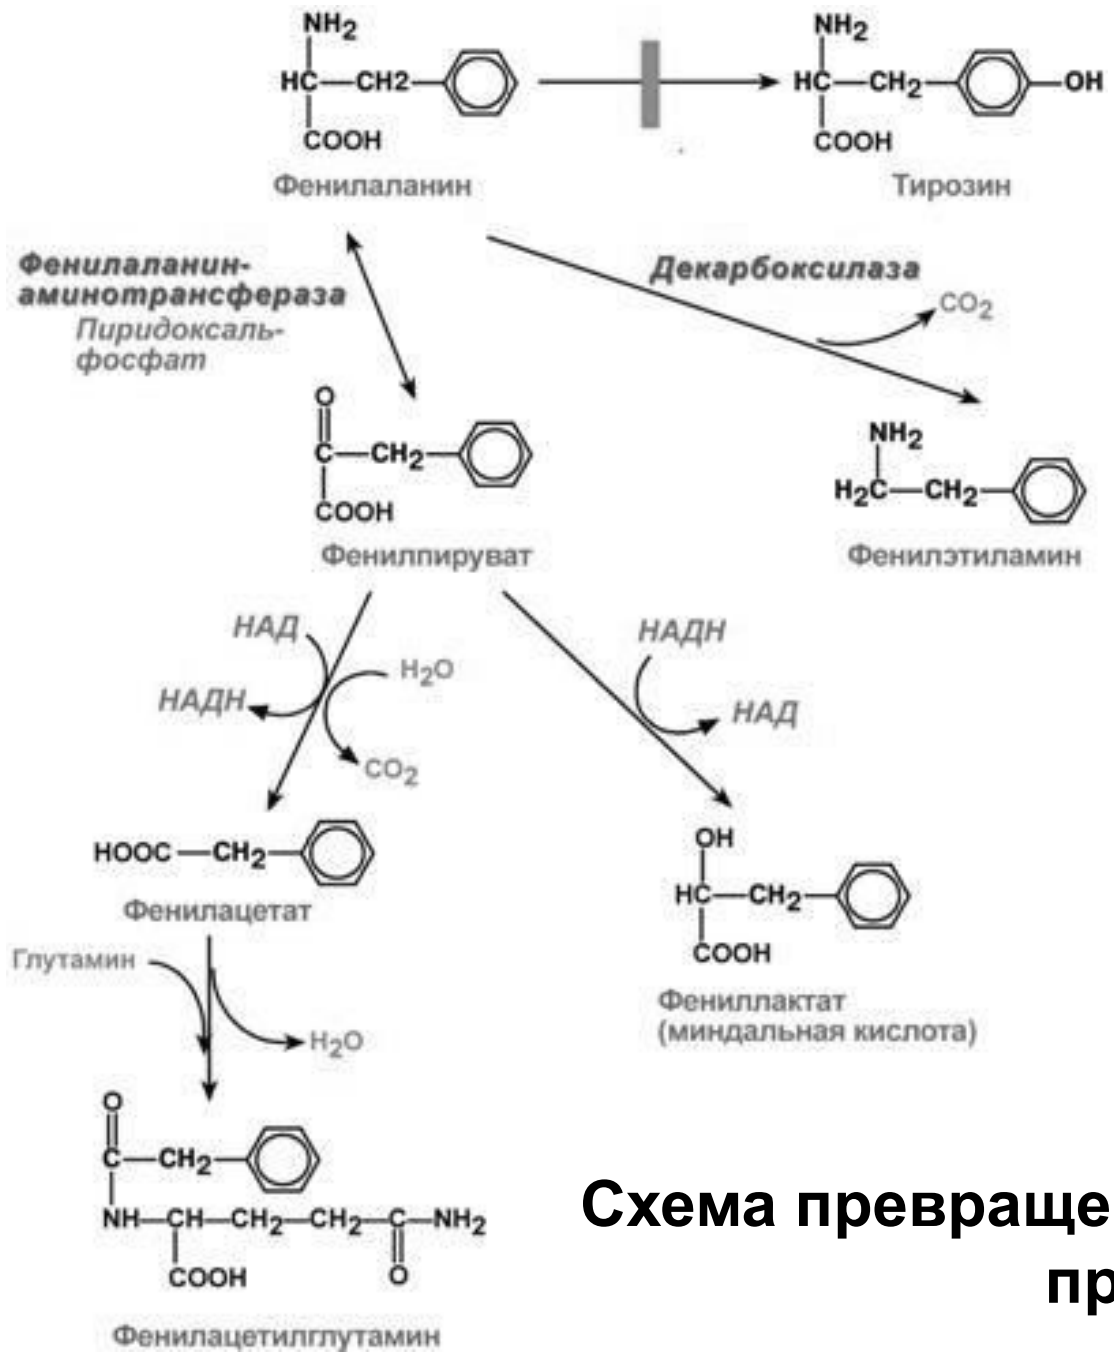 NH2
HC—CH2—
COOH
Фенилаланин
NH2
HC—CH2—
—OH
COOH
Тирозин
Фенилаланин-
аминотрансфераза
Пиридоксаль-
фосфат
Декарбоксилаза
CO2
O
C—CH2—
COOH
Фенилпируват
NH2
H2C—CH2—
Фенилэтиламин
НАД
H2O
НАДН
CO2
НАДН
НАД
HOOC—CH2—
Фенилацетат
OH
HC—CH2—
COOH
Фениллактат
(миндальная кислота)
Глутамин
H2O
O
C—CH2—
NH—CH—CH2—CH2—C—NH2
COOH
O
Фенилацетилглутамин
Схема превраще
пр